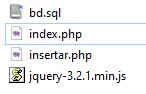 bd.sql
index.php
insertar.php
jquery-3.2.1.min.js